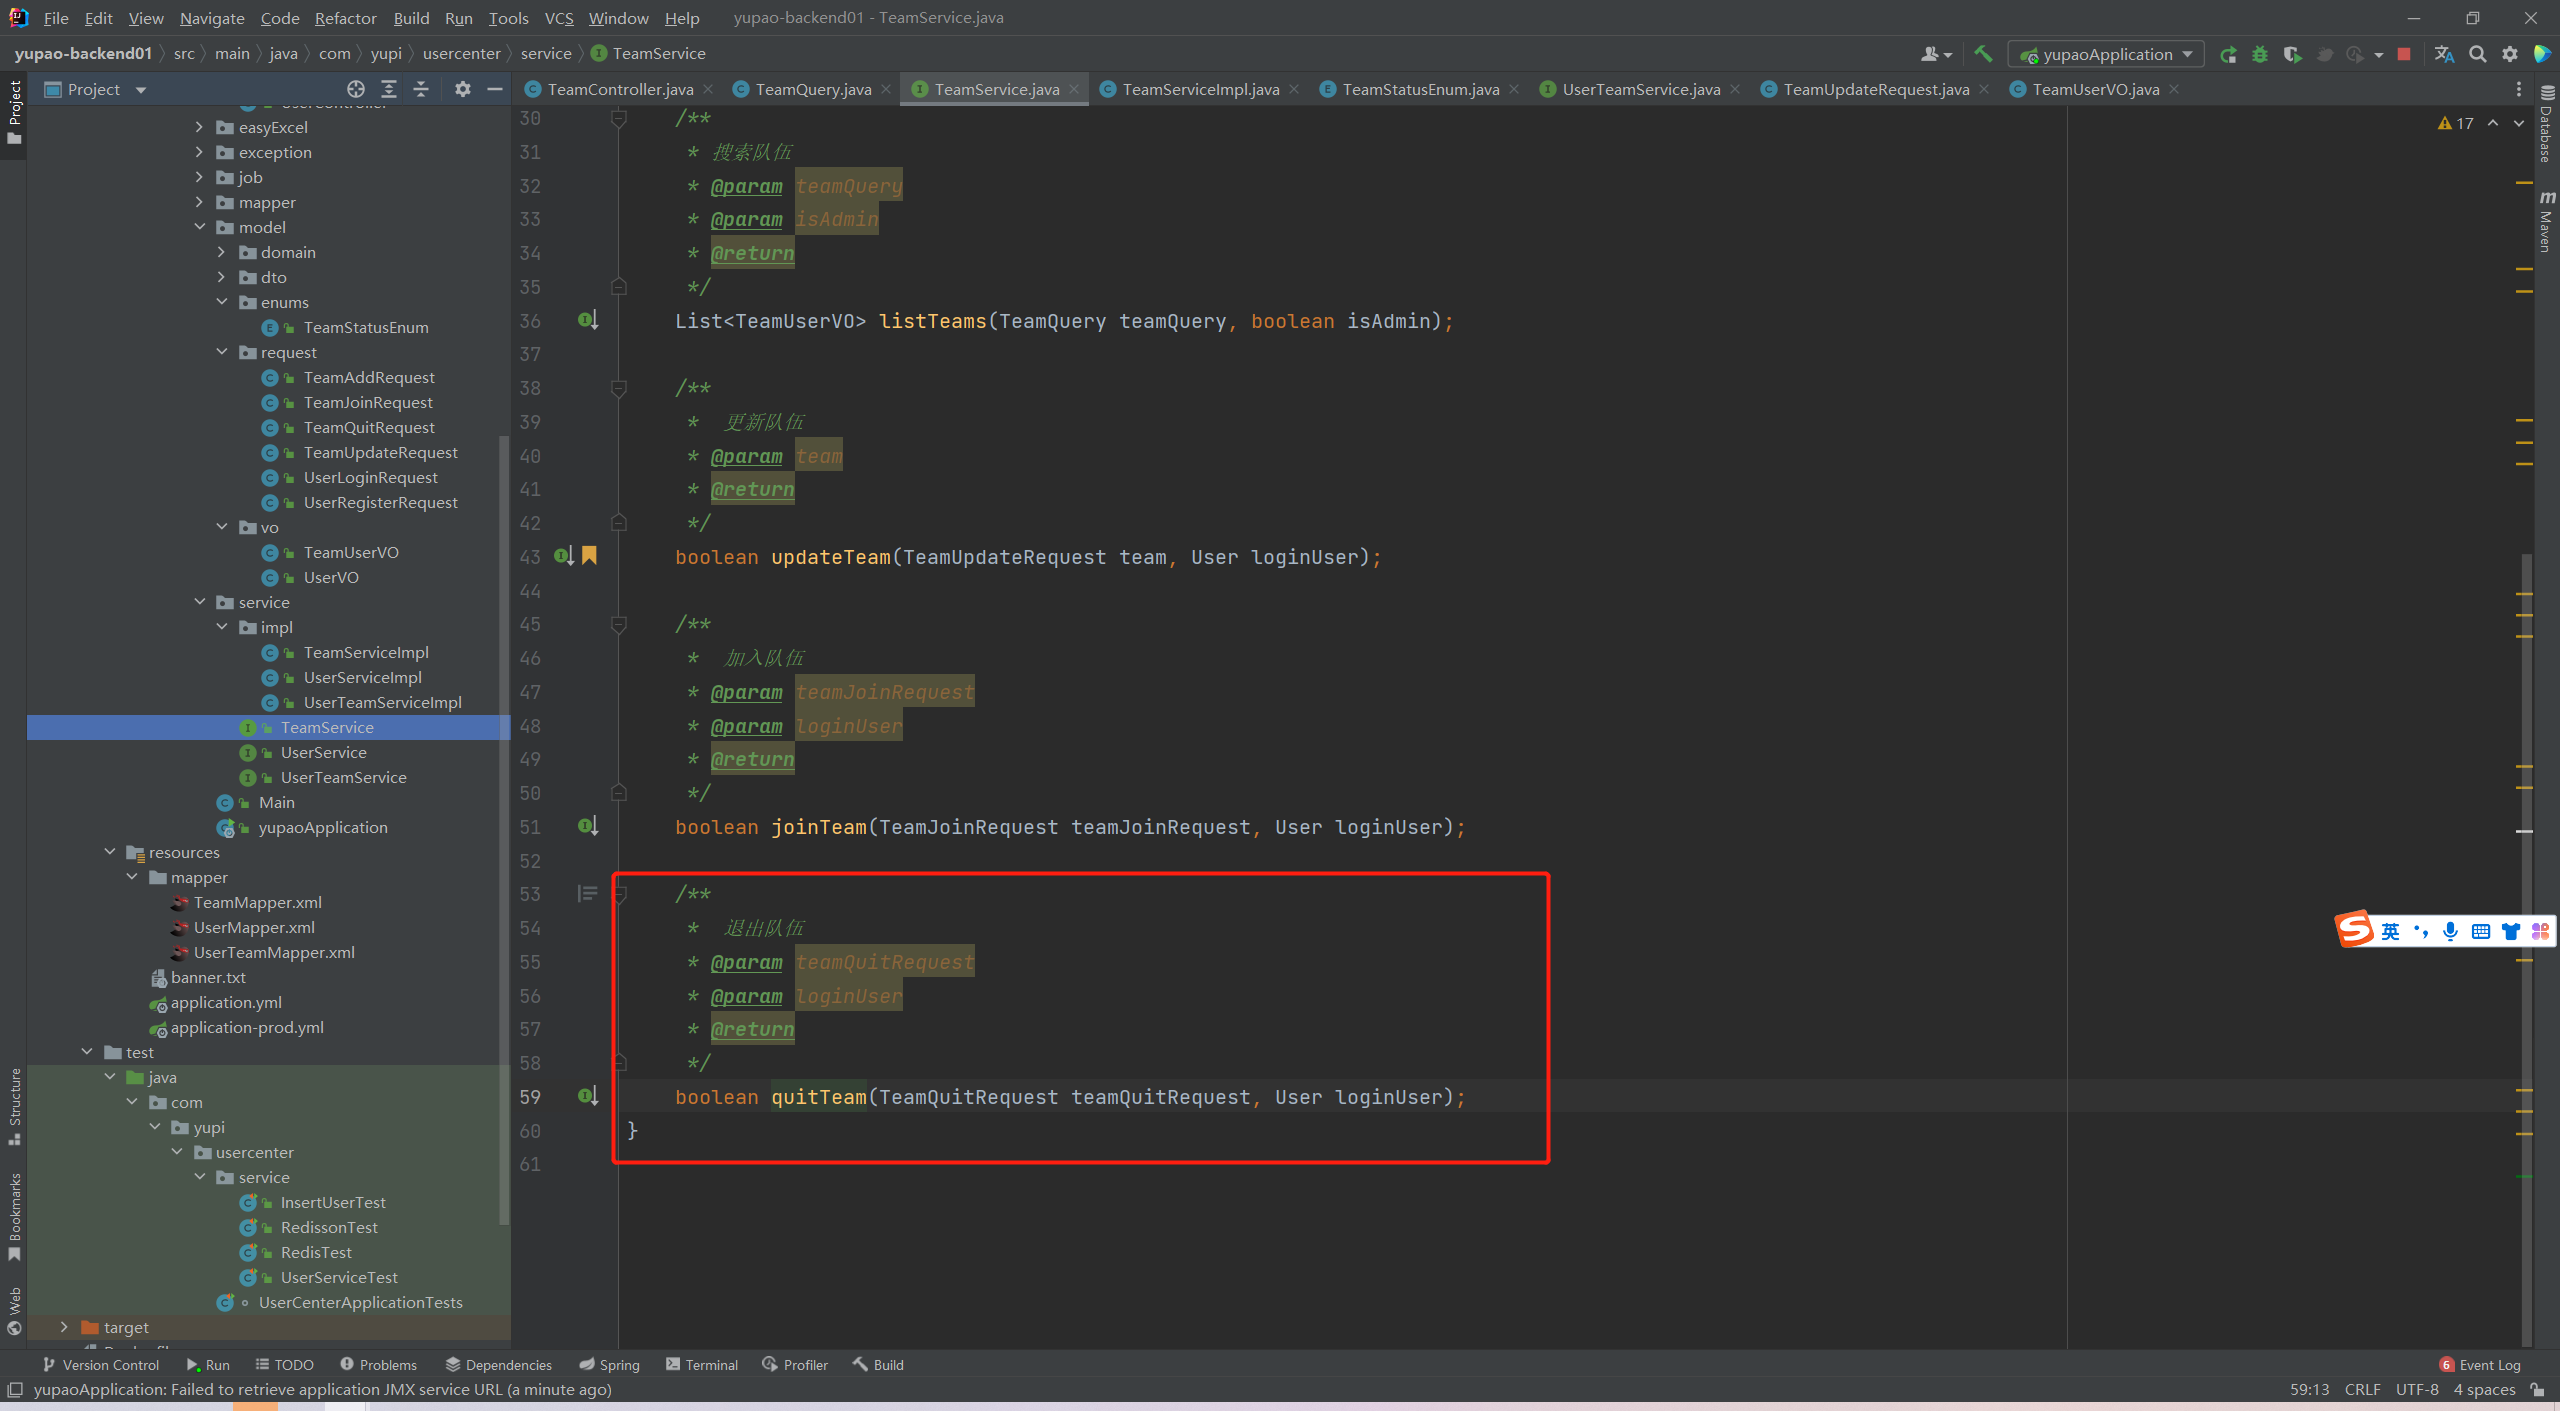 File Edit View Navigate Code Refactor Build Run Tools VCS Window Help yupao-backend01 - TeamService.java
yupao-backend01 src main java com yupi usercenter service TeamService
yupaoApplication
Project
TeamController.java TeamQuery.java TeamService.java TeamServiceImpl.java TeamStatusEnum.java UserTeamService.java TeamUpdateRequest.java TeamUserVO.java
Project
Structure
Bookmarks
Web
easyExcel
exception
job
mapper
model
domain
dto
enums
TeamStatusEnum
request
TeamAddRequest
TeamJoinRequest
TeamQuitRequest
TeamUpdateRequest
UserLoginRequest
UserRegisterRequest
vo
TeamUserVO
UserVO
service
impl
TeamServiceImpl
UserServiceImpl
UserTeamServiceImpl
TeamService
UserService
UserTeamService
Main
yupaoApplication
resources
mapper
TeamMapper.xml
UserMapper.xml
UserTeamMapper.xml
banner.txt
application.yml
application-prod.yml
test
java
com
yupi
usercenter
service
InsertUserTest
RedissonTest
RedisTest
UserServiceTest
UserCenterApplicationTests
target
30 /**
31 * 搜索队伍
32 * @param teamQuery
33 * @param isAdmin
34 * @return
35 */
36 List<TeamUserVO> listTeams(TeamQuery teamQuery, boolean isAdmin);
37
38 /**
39 * 更新队伍
40 * @param team
41 * @return
42 */
43 boolean updateTeam(TeamUpdateRequest team, User loginUser);
44
45 /**
46 * 加入队伍
47 * @param teamJoinRequest
48 * @param loginUser
49 * @return
50 */
51 boolean joinTeam(TeamJoinRequest teamJoinRequest, User loginUser);
52
53 /**
54 * 退出队伍
55 * @param teamQuitRequest
56 * @param loginUser
57 * @return
58 */
59 boolean quitTeam(TeamQuitRequest teamQuitRequest, User loginUser);
60 }
61
17
Database
m Maven
S 英
Version Control Run TODO Problems Dependencies Spring Terminal Profiler Build 6 Event Log
yupaoApplication: Failed to retrieve application JMX service URL (a minute ago) 59:13 CRLF UTF-8 4 spaces